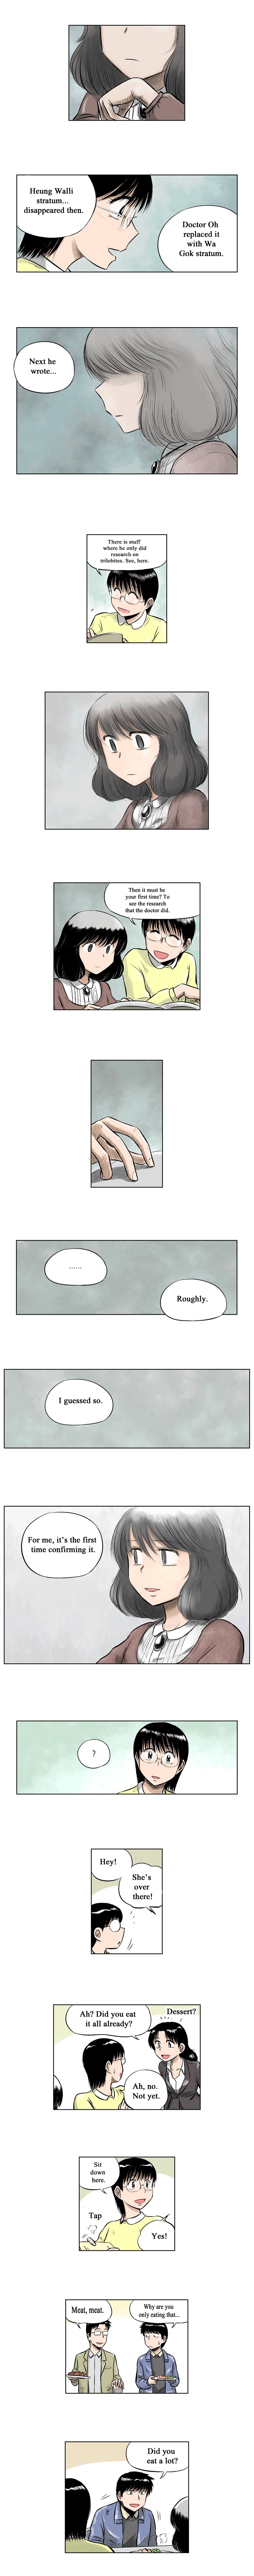 Heung Walli
stratum...
disappeared then.
Doctor Oh
replaced it
with Wa
Gok stratum.
Next he
wrote...
There is stuff
where he only did
research on
trilobites. See, here.
Then it must be
your first time? To
see the research
that the doctor did.
......
Roughly.
I guessed so.
For me, it's the first
time confirming it.
?
Hey!
She's
over
there!
Ah? Did you eat
it all already?
Dessert?
Ah, no.
Not yet.
Sit
down
here.
Tap
Yes!
Meat, meat.
Why are you
only eating that...
Did you
eat a lot?